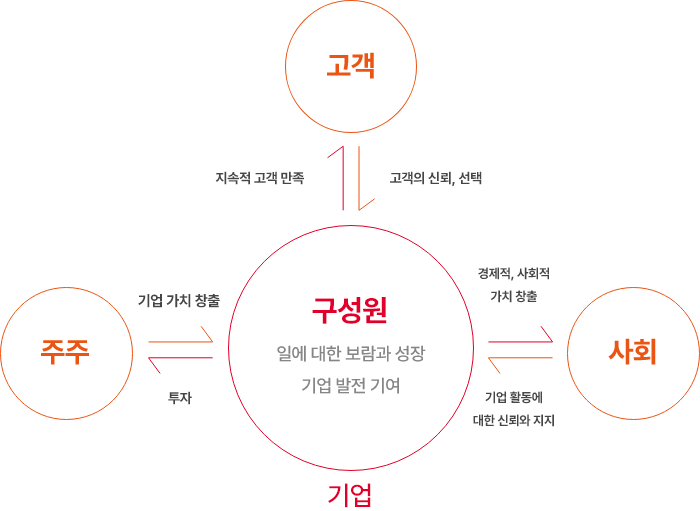 고객
지속적 고객 만족
고객의 신뢰, 선택
구성원
일에 대한 보람과 성장
기업 발전 기여
기업
주주
기업 가치 창출
투자
경제적, 사회적
가치 창출
사회
기업 활동에
대한 신뢰와 지지